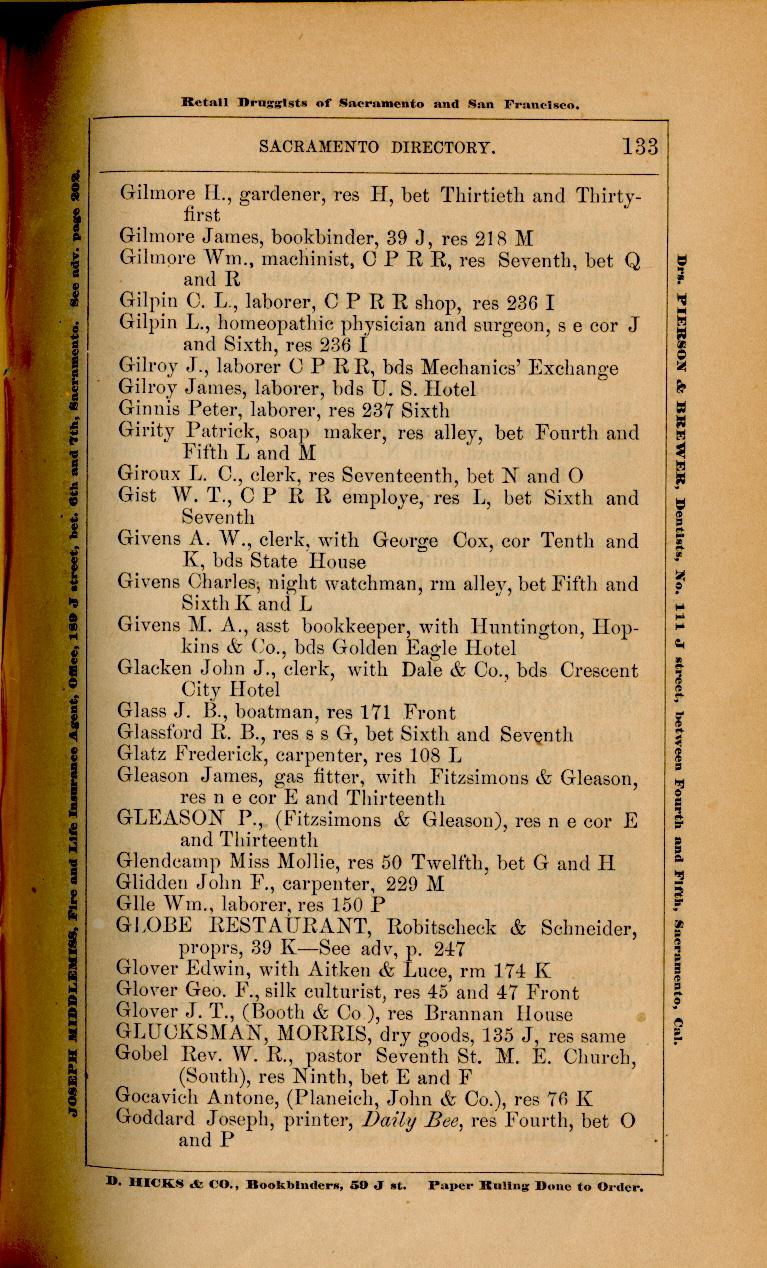 Retail Druggists of Sacramento and San Francisco.
SACRAMENTO DIRECTORY. 133
Gilmore H., gardener, res H, bet Thirtieth and Thirty-
first
Gilmore James, bookbinder, 39 J, res 218 M
Gilmore Wm., machinist, C P R R, res Seventh, bet Q
and R
Gilpin C. L., laborer, C P R R shop, res 236 I
Gilpin L., homeopathic physician and surgeon, s e cor J
and Sixth, res 236 I
Gilroy J., laborer C P R R, bds Mechanics' Exchange
Gilroy James, laborer, bds U. S. Hotel
Ginnis Peter, laborer, res 237 Sixth
Girity Patrick, soap maker, res alley, bet Fourth and
Fifth L and M
Giroux L. C., clerk, res Seventeenth, bet N and O
Gist W. T., C P R R employe, res L, bet Sixth and
Seventh
Givens A. W., clerk, with George Cox, cor Tenth and
K, bds State House
Givens Charles, night watchman, rm alley, bet Fifth and
Sixth K and L
Givens M. A., asst bookkeeper, with Huntington, Hop-
kins & Co., bds Golden Eagle Hotel
Glacken John J., clerk, with Dale & Co., bds Crescent
City Hotel
Glass J. B., boatman, res 171 Front
Glassford R. B., res s s G, bet Sixth and Seventh
Glatz Frederick, carpenter, res 108 L
Gleason James, gas fitter, with Fitzsimons & Gleason,
res n e cor E and Thirteenth
GLEASON P., (Fitzsimons & Gleason), res n e cor E
and Thirteenth
Glendcamp Miss Mollie, res 50 Twelfth, bet G and H
Glidden John F., carpenter, 229 M
Glle Wm., laborer, res 150 P
GLOBE RESTAURANT, Robitscheck & Schneider,
proprs, 39 K—See adv, p. 247
Glover Edwin, with Aitken & Luce, rm 174 K
Glover Geo. F., silk culturist, res 45 and 47 Front
Glover J. T., (Booth & Co ), res Brannan House
GLUCKSMAN, MORRIS, dry goods, 135 J, res same
Gobel Rev. W. R., pastor Seventh St. M. E. Church,
(South), res Ninth, bet E and F
Gocavich Antone, (Planeich, John & Co.), res 76 K
Goddard Joseph, printer, Daily Bee, res Fourth, bet O
and P
D. HICKS & CO., Bookbinders, 59 J st. Paper Ruling Done to Order.
JOSEPH MIDDLEMISS, Fire and Life Insurance Agent, Office, 189 J street, bet. 6th and 7th, Sacramento. See adv. page 202.
Drs. PIERSON & BREWER, Dentists, No. 111 J street, between Fourth and Fifth, Sacramento, Cal.